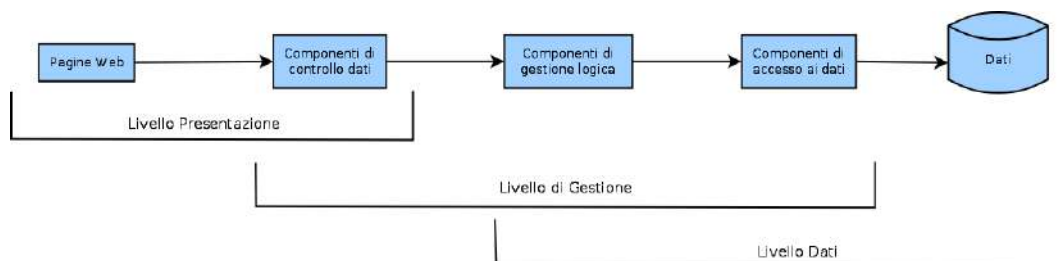 Pagine Web
Componenti di
controllo dati
Componenti di
gestione logica
Componenti di
accesso ai dati
Dati
Livello Presentazione
Livello di Gestione
Livello Dati